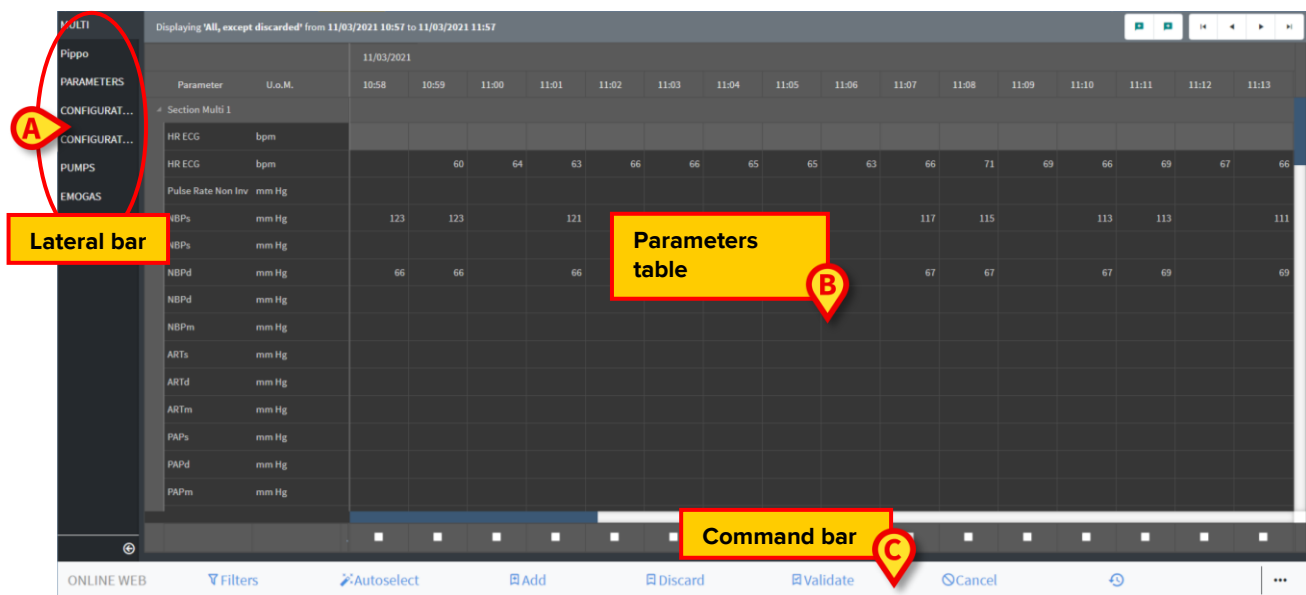 MULTI
Displaying 'All, except discarded' from 11/03/2021 10:57 to 11/03/2021 11:57
Pippo
11/03/2021
PARAMETERS
Parameter U.o.M. 10:58 10:59 11:00 11:01 11:02 11:03 11:04 11:05 11:06 11:07 11:08 11:09 11:10 11:11 11:12 11:13
CONFIGURAT...
Section Multi 1
A
CONFIGURAT...
HR ECG bpm
PUMPS
HR ECG bpm 60 64 63 66 66 65 65 63 66 71 69 66 69 67 66
EMOGAS
Pulse Rate Non Inv mm Hg
Lateral bar
NBPs mm Hg 123 123 121 117 115 113 113 111
Parameters
table
B
NBPs mm Hg
NBPd mm Hg 66 66 66 67 67 67 69 69
NBPd mm Hg
NBPm mm Hg
ARTs mm Hg
ARTd mm Hg
ARTm mm Hg
PAPs mm Hg
PAPd mm Hg
PAPm mm Hg
Command bar
C
ONLINE WEB Filters Autoselect Add Discard Validate Cancel